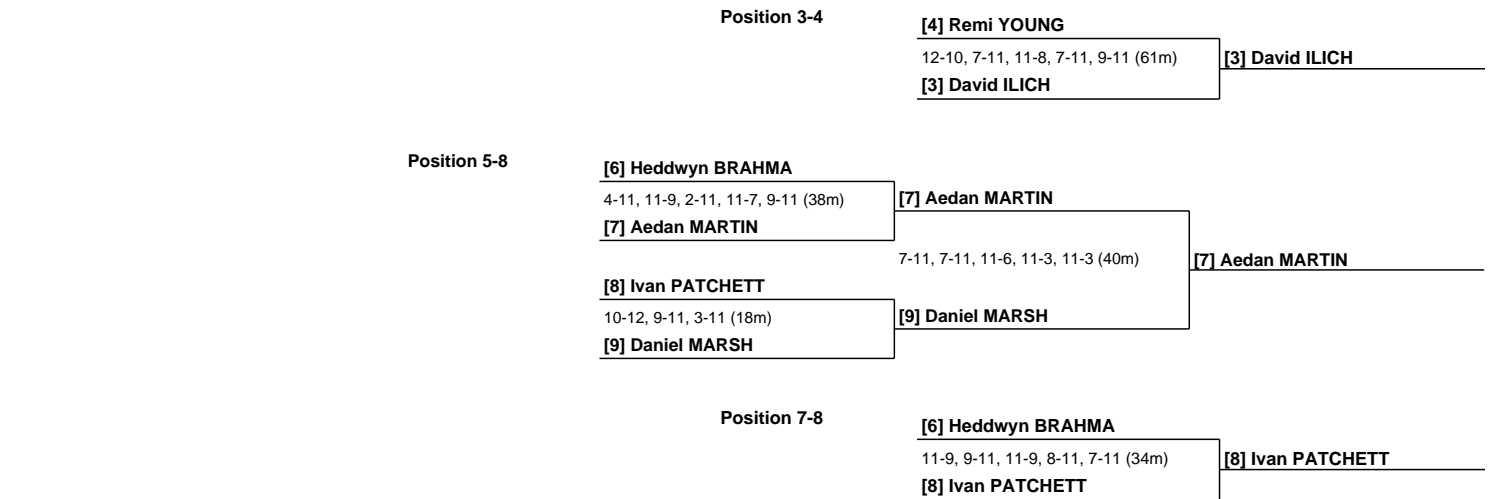 Position 3-4
[4] Remi YOUNG
12-10, 7-11, 11-8, 7-11, 9-11 (61m)
[3] David ILICH
[3] David ILICH
Position 5-8
[6] Heddwyn BRAHMA
4-11, 11-9, 2-11, 11-7, 9-11 (38m)
[7] Aedan MARTIN
[7] Aedan MARTIN
7-11, 7-11, 11-6, 11-3, 11-3 (40m)
[7] Aedan MARTIN
[8] Ivan PATCHETT
10-12, 9-11, 3-11 (18m)
[9] Daniel MARSH
[9] Daniel MARSH
Position 7-8
[6] Heddwyn BRAHMA
11-9, 9-11, 11-9, 8-11, 7-11 (34m)
[8] Ivan PATCHETT
[8] Ivan PATCHETT